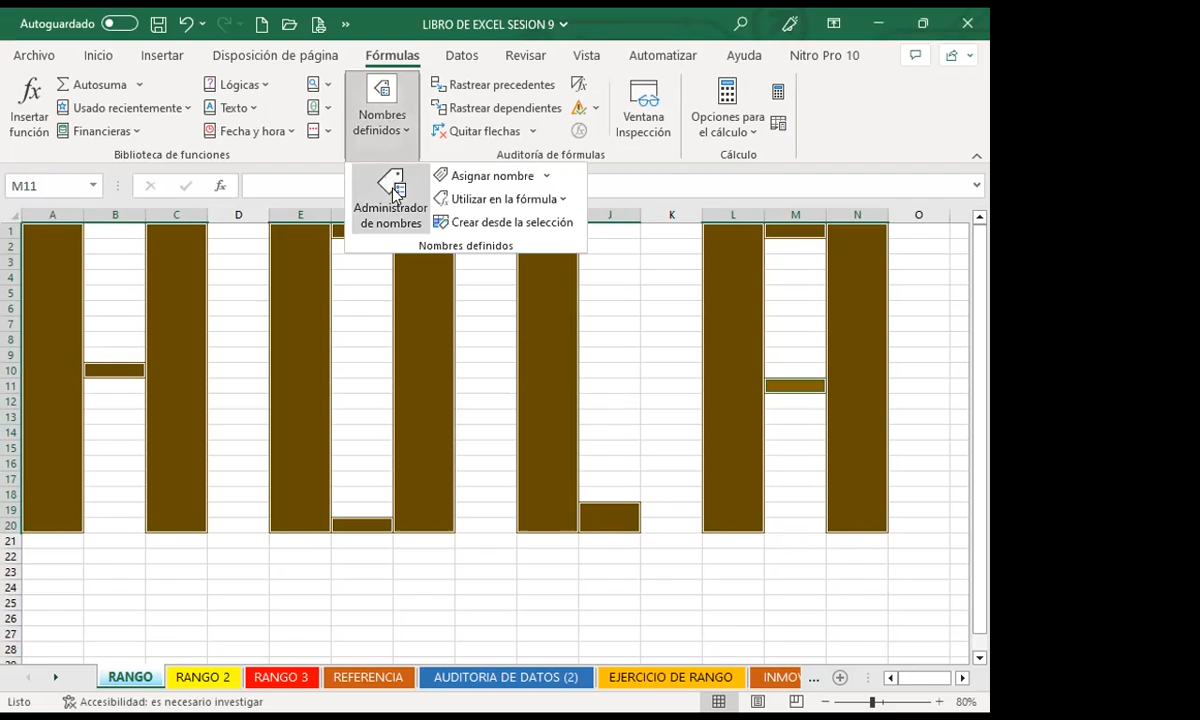 Autoguardado
LIBRO DE EXCEL SESION 9
Archivo Inicio Insertar Disposición de página Fórmulas Datos Revisar Vista Automatizar Ayuda Nitro Pro 10
Insertar función
Autosuma
Usado recientemente
Financieras
Lógicas
Texto
Fecha y hora
Biblioteca de funciones
Nombres definidos
Rastrear precedentes
Rastrear dependientes
Quitar flechas
Auditoría de fórmulas
Ventana Inspección
Opciones para el cálculo
Cálculo
Administrador de nombres
Asignar nombre
Utilizar en la fórmula
Crear desde la selección
Nombres definidos
M11
fx
A B C D E J K L M N O
1
2
3
4
5
6
7
8
9
10
11
12
13
14
15
16
17
18
19
20
21
22
23
24
25
26
27
28
RANGO RANGO 2 RANGO 3 REFERENCIA AUDITORIA DE DATOS (2) EJERCICIO DE RANGO ...
Listo Accesibilidad: es necesario investigar 80%